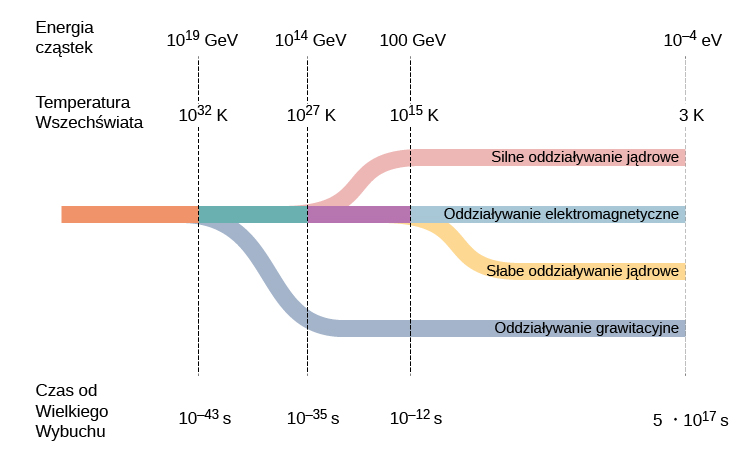 Energia
cząstek
10¹⁹ GeV
10¹⁴ GeV
100 GeV
10⁻⁴ eV
Temperatura
Wszechświata
10³² K
10²⁷ K
10¹⁵ K
3 K
Silne oddziaływanie jądrowe
Oddziaływanie elektromagnetyczne
Słabe oddziaływanie jądrowe
Oddziaływanie grawitacyjne
Czas od
Wielkiego
Wybuchu
10⁻⁴³ s
10⁻³⁵ s
10⁻¹² s
5 · 10¹⁷ s